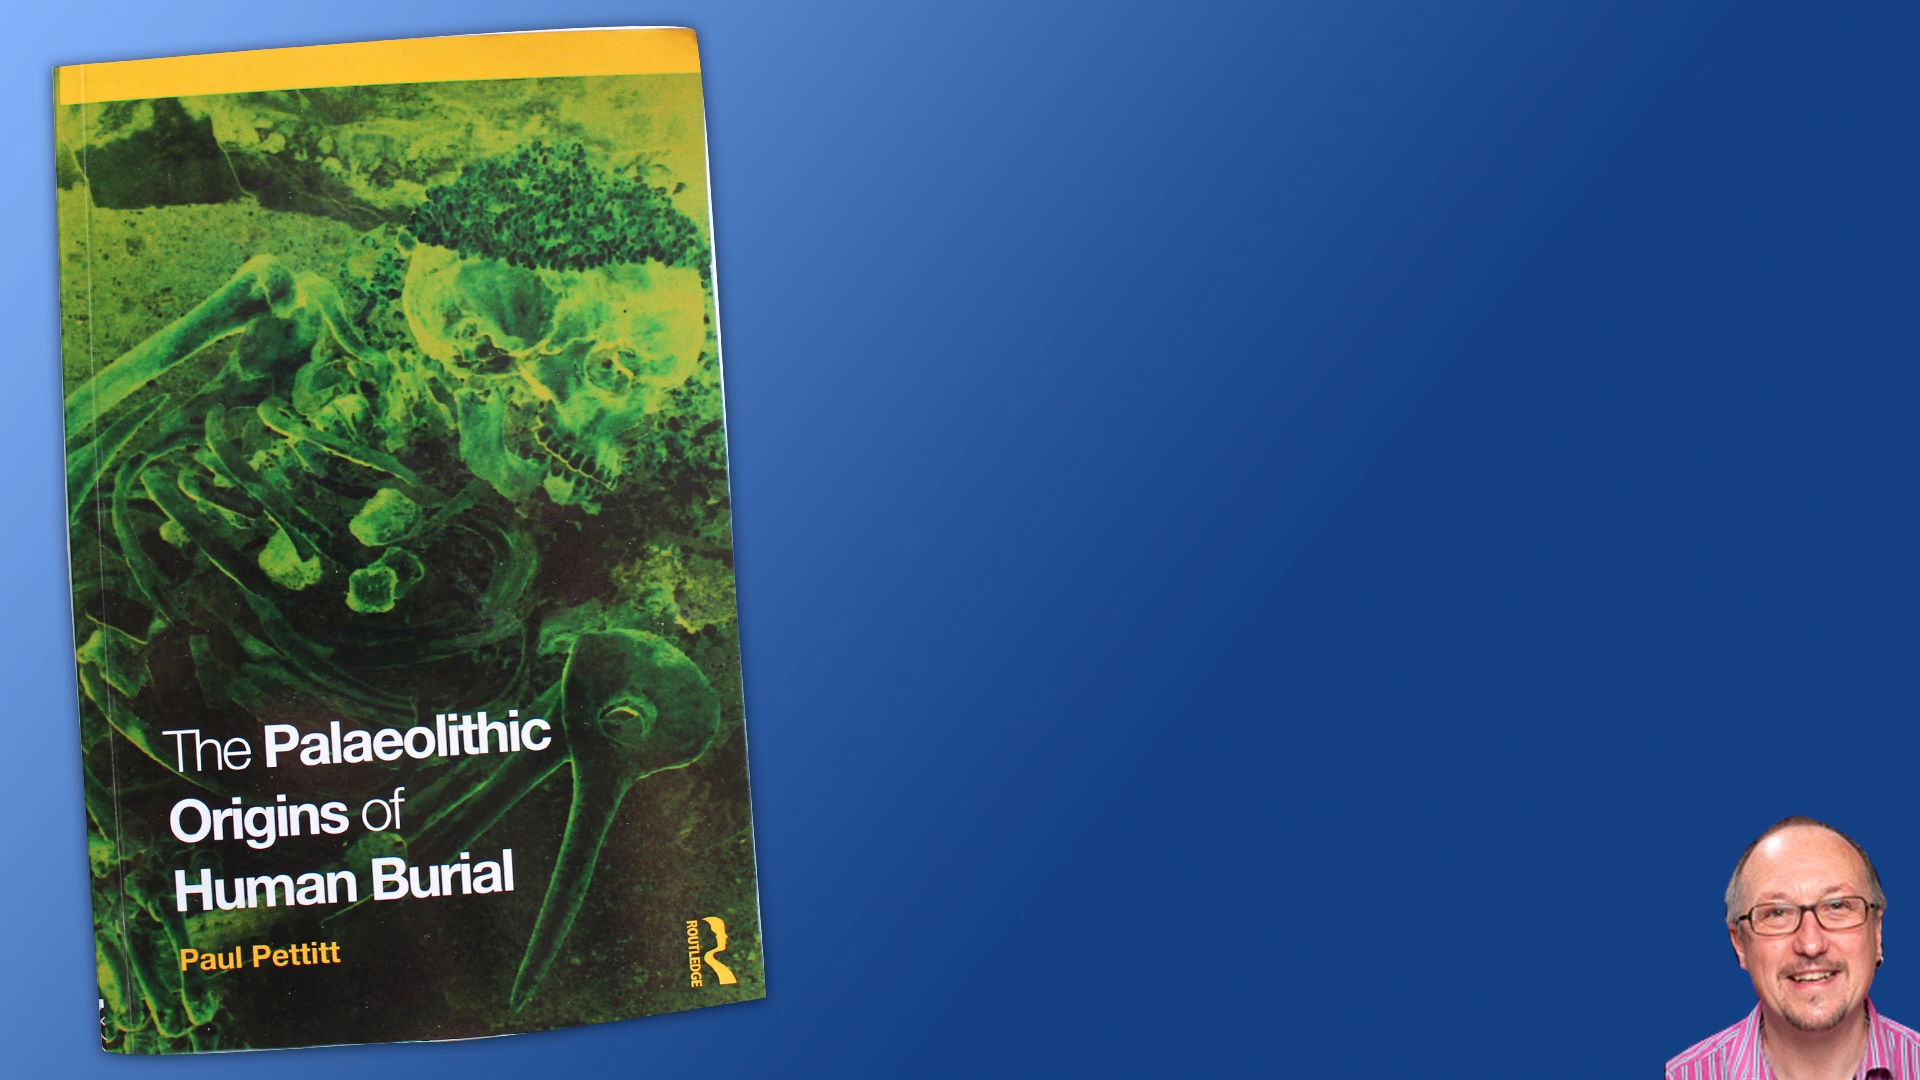 The Palaeolithic
Origins of
Human Burial
Paul Pettitt
ROUTLEDGE